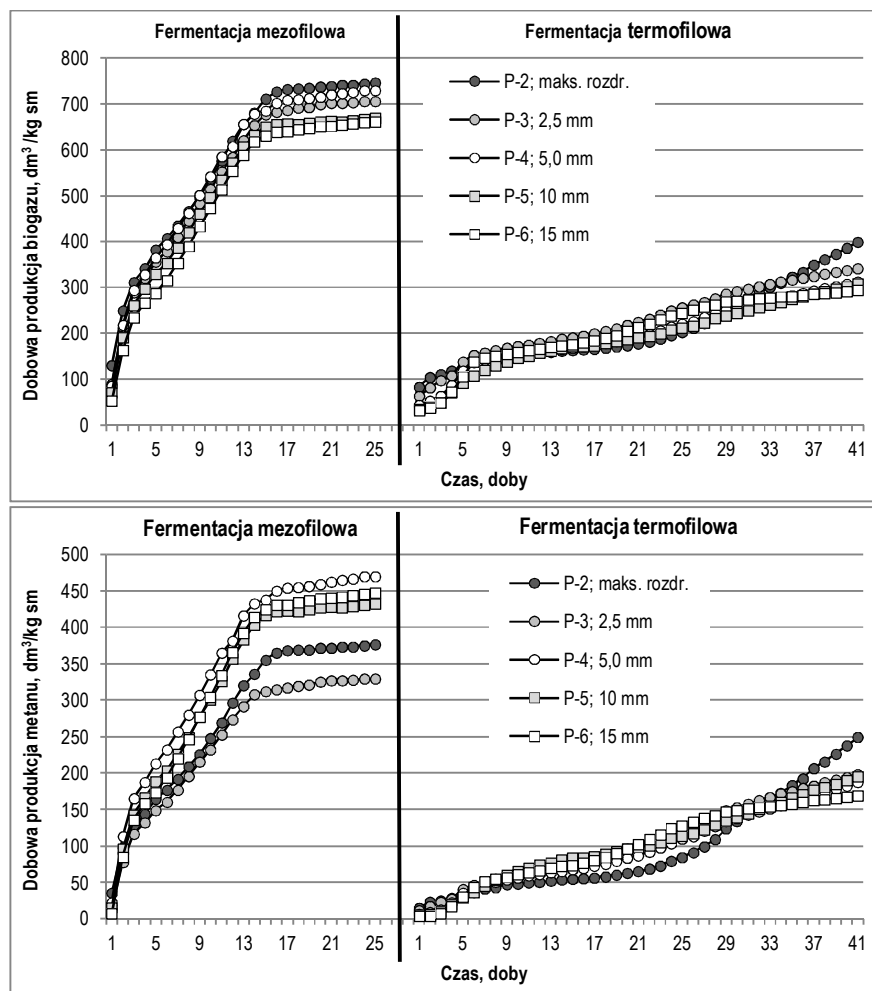 Fermentacja mezofilowa
Fermentacja termofilowa
Dobowa produkcja biogazu, dm³/kg sm
800
700
600
500
400
300
200
100
0
P-2; maks. rozdr.
P-3; 2,5 mm
P-4; 5,0 mm
P-5; 10 mm
P-6; 15 mm
1 5 9 13 17 21 25 1 5 9 13 17 21 25 29 33 37 41
Czas, doby
Fermentacja mezofilowa
Fermentacja termofilowa
Dobowa produkcja metanu, dm³/kg sm
500
450
400
350
300
250
200
150
100
50
0
P-2; maks. rozdr.
P-3; 2,5 mm
P-4; 5,0 mm
P-5; 10 mm
P-6; 15 mm
1 5 9 13 17 21 25 1 5 9 13 17 21 25 29 33 37 41
Czas, doby